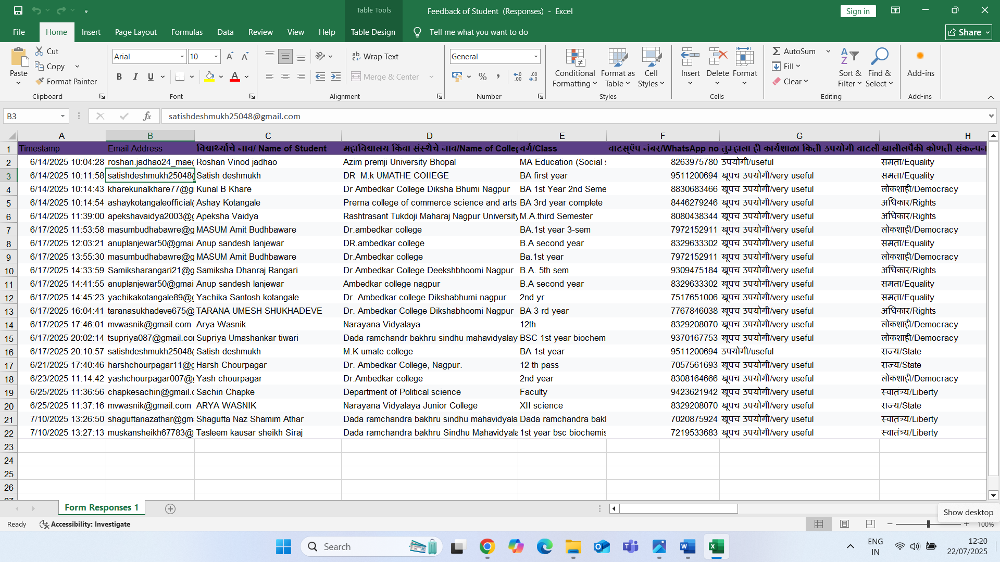 Table Tools
Feedback of Student (Responses) - Excel
Sign in
File Home Insert Page Layout Formulas Data Review View Help Table Design Tell me what you want to do Share
Paste
Cut
Copy
Format Painter
Clipboard
Arial 10
B I U A
Font
Wrap Text
Merge & Center
Alignment
General
% ,
Number
Conditional Formatting
Format as Table
Cell Styles
Styles
Insert Delete Format
Cells
AutoSum
Fill
Clear
Sort & Filter
Find & Select
Editing
Add-ins
Add-ins
B3 fx satishdeshmukh25048@gmail.com
A B C D E F G H
1 Timestamp Email Address विद्यार्थ्याचे नाव/ Name of Student महाविद्यालय किंवा संस्थेचे नाव/Name of Colleg वर्ग/Class वाटस्ऍप नंबर/WhatsApp no तुम्हाला ही कार्यशाळा किती उपयोगी वाटली खालीलपैकी कोणती संकल्पन
2 6/14/2025 10:04:28 roshan.jadhao24_mae@ Roshan Vinod jadhao Azim premji University Bhopal MA Education (Social s 8263975780 उपयोगी/useful समता/Equality
3 6/14/2025 10:11:58 satishdeshmukh25048@ Satish deshmukh DR M.k UMATHE COllEGE BA first year 9511200694 खूपच उपयोगी/very useful समता/Equality
4 6/14/2025 10:14:43 kharekunalkhare77@gr Kunal B Khare Dr Ambedkar College Diksha Bhumi Nagpur BA 1st Year 2nd Seme 8830683466 खूपच उपयोगी/very useful लोकशाही/Democracy
5 6/14/2025 10:14:54 ashaykotangaleofficial@ Ashay Kotangale Prerna college of commerce science and arts BA 3rd year complete 8446279246 खूपच उपयोगी/very useful अधिकार/Rights
6 6/14/2025 11:39:00 apekshavaidya2003@g Apeksha Vaidya Rashtrasant Tukdoji Maharaj Nagpur University M.A.third Semester 8080438344 खूपच उपयोगी/very useful अधिकार/Rights
7 6/17/2025 11:53:58 masumbudhabawre@g MASUM Amit Budhbaware Dr.ambedkar college BA.1st year 3-sem 7972152911 खूपच उपयोगी/very useful लोकशाही/Democracy
8 6/17/2025 12:03:21 anuplanjewar50@gmai Anup sandesh lanjewar DR.ambedkar college B.A second year 8329633302 खूपच उपयोगी/very useful समता/Equality
9 6/17/2025 13:55:30 masumbudhabawre@g MASUM Amit Budhbaware Dr.Ambedkar college Ba.1st year 7972152911 खूपच उपयोगी/very useful लोकशाही/Democracy
10 6/17/2025 14:33:59 Samiksharangari21@g Samiksha Dhanraj Rangari Dr.Ambedkar College Deekshbhoomi Nagpur B.A. 5th sem 9309475184 खूपच उपयोगी/very useful अधिकार/Rights
11 6/17/2025 14:41:55 anuplanjewar50@gmai Anup sandesh lanjewar Ambedkar college nagpur B.A second year 8329633302 खूपच उपयोगी/very useful समता/Equality
12 6/17/2025 14:45:23 yachikakotangale89@g Yachika Santosh kotangale Dr. Ambedkar college Dikshabhumi nagpur 2nd yr 7517651006 खूपच उपयोगी/very useful समता/Equality
13 6/17/2025 16:04:41 taranasukhadeve675@ TARANA UMESH SHUKHADEVE Dr. Ambedkar College Dikshabhoomi Nagpur BA 3 rd year 7767846038 खूपच उपयोगी/very useful अधिकार/Rights
14 6/17/2025 17:46:01 mvwasnik@gmail.com Arya Wasnik Narayana Vidyalaya 12th 8329208070 खूपच उपयोगी/very useful लोकशाही/Democracy
15 6/17/2025 20:02:14 tsupriya087@gmail.cor Supriya Umashankar tiwari Dada ramchandr bakhru sindhu mahavidyalay BSC 1st year biochem 9370167753 खूपच उपयोगी/very useful लोकशाही/Democracy
16 6/17/2025 20:10:57 satishdeshmukh25048@ Satish deshmukh M.K umate college BA 1st year 9511200694 उपयोगी/useful राज्य/State
17 6/21/2025 17:40:46 harshchourpagar11@g Harsh Chourpagar Dr. Ambedkar College, Nagpur. 12 th pass 7057561693 खूपच उपयोगी/very useful राज्य/State
18 6/23/2025 11:14:42 yashchourpagar007@g Yash chourpagar Dr.Ambedkar college 2nd year 8308164666 खूपच उपयोगी/very useful लोकशाही/Democracy
19 6/25/2025 11:36:56 chapkesachin@gmail.c Sachin Chapke Department of Political science Faculty 9423621942 खूपच उपयोगी/very useful स्वातंत्र्य/Liberty
20 6/25/2025 11:37:16 mvwasnik@gmail.com ARYA WASNIK Narayana Vidyalaya Junior College XII science 8329208070 खूपच उपयोगी/very useful राज्य/State
21 7/10/2025 13:26:50 shaguftanazathar@gma Shagufta Naz Shamim Athar Dada ramchandra bakhru sindhu mahavidyala Dada ramchandra bakh 7020875924 खूपच उपयोगी/very useful स्वातंत्र्य/Liberty
22 7/10/2025 13:27:13 muskansheikh67783@ Tasleem kausar sheikh Siraj Dada ramchandra bakhru Sindhu Mahavidyala 1st year bsc biochemis 7219533683 खूपच उपयोगी/very useful स्वातंत्र्य/Liberty
23
24
25
26
Form Responses 1
Show desktop
Ready Accessibility: Investigate 100%
Search
ENG
IN
12:20
22/07/2025